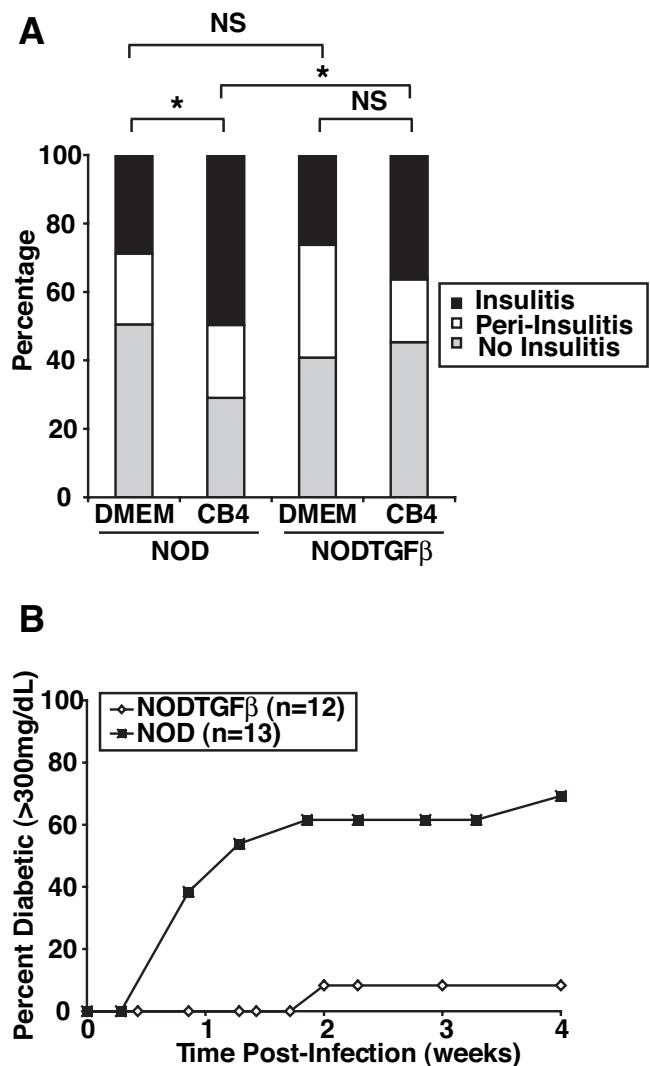 A
NS
*
*
NS
100
80
60
40
20
0
Percentage
Insulitis
Peri-Insulitis
No Insulitis
DMEM CB4 DMEM CB4
NOD NODTGFβ
B
100
80
60
40
20
0
Percent Diabetic (>300mg/dL)
NODTGFβ (n=12)
NOD (n=13)
0 1 2 3 4
Time Post-Infection (weeks)